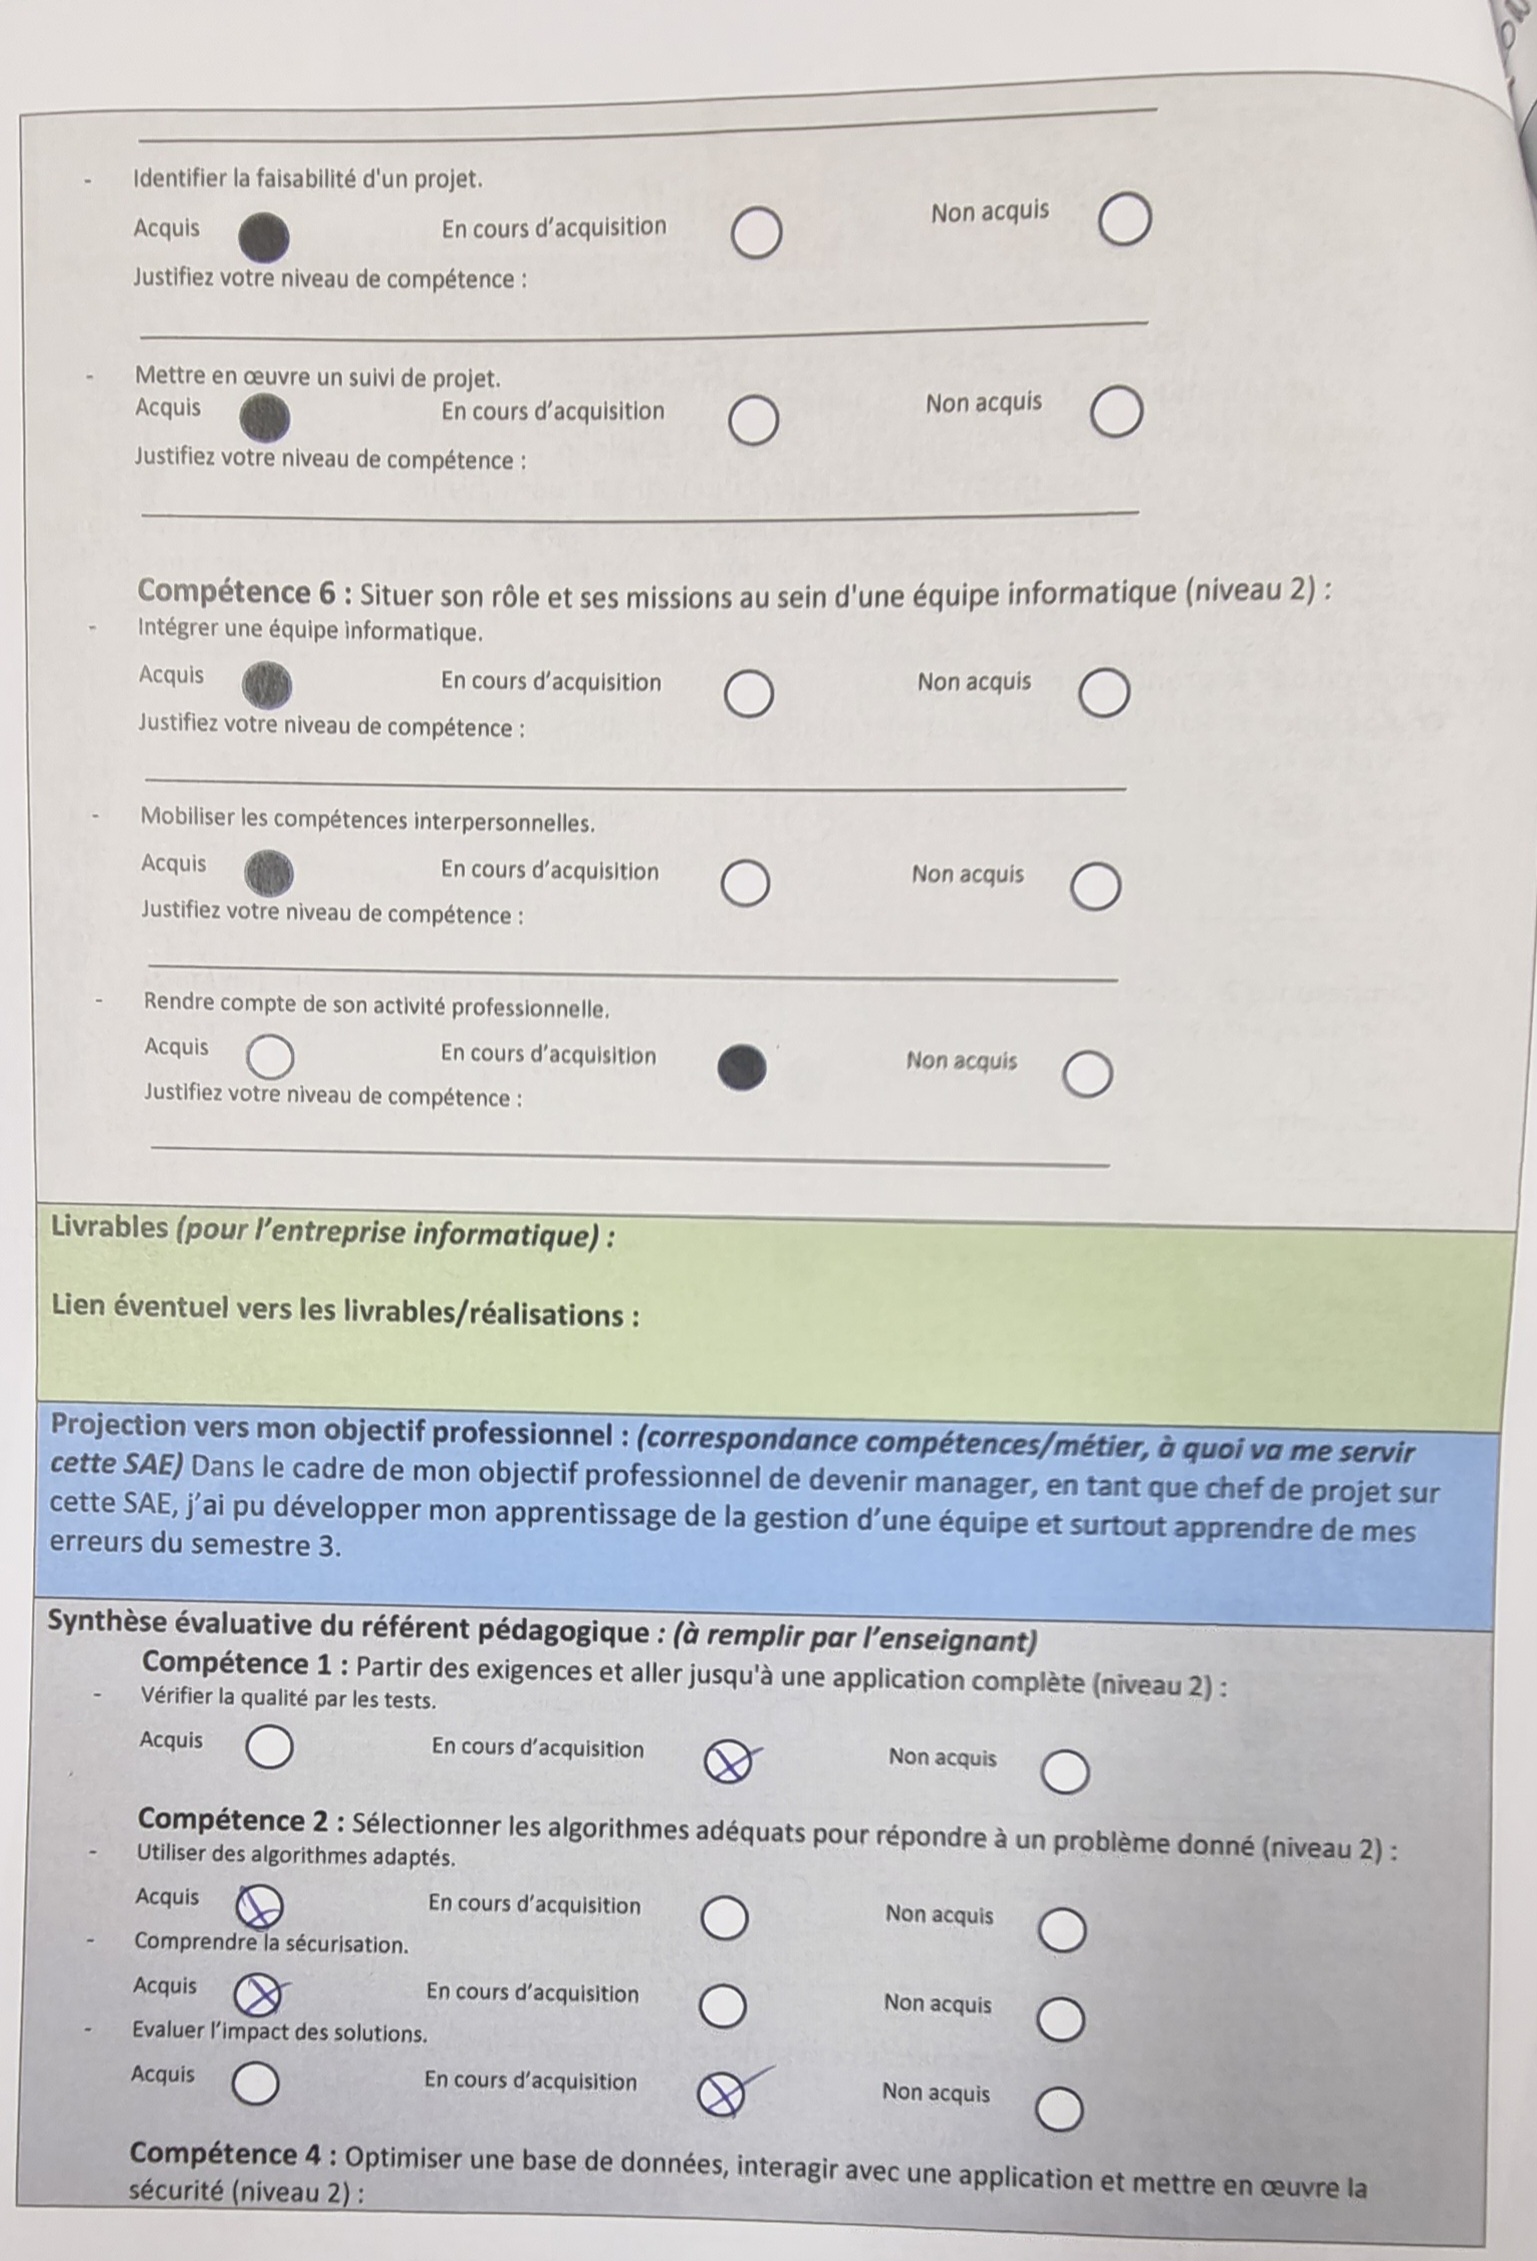 - Identifier la faisabilité d'un projet.
Acquis En cours d'acquisition Non acquis
Justifiez votre niveau de compétence :
- Mettre en œuvre un suivi de projet.
Acquis En cours d'acquisition Non acquis
Justifiez votre niveau de compétence :
Compétence 6 : Situer son rôle et ses missions au sein d'une équipe informatique (niveau 2) :
- Intégrer une équipe informatique.
Acquis En cours d'acquisition Non acquis
Justifiez votre niveau de compétence :
- Mobiliser les compétences interpersonnelles.
Acquis En cours d'acquisition Non acquis
Justifiez votre niveau de compétence :
- Rendre compte de son activité professionnelle.
Acquis En cours d'acquisition Non acquis
Justifiez votre niveau de compétence :
Livrables (pour l'entreprise informatique) :
Lien éventuel vers les livrables/réalisations :
Projection vers mon objectif professionnel : (correspondance compétences/métier, à quoi va me servir
cette SAE) Dans le cadre de mon objectif professionnel de devenir manager, en tant que chef de projet sur
cette SAE, j'ai pu développer mon apprentissage de la gestion d'une équipe et surtout apprendre de mes
erreurs du semestre 3.
Synthèse évaluative du référent pédagogique : (à remplir par l'enseignant)
Compétence 1 : Partir des exigences et aller jusqu'à une application complète (niveau 2) :
- Vérifier la qualité par les tests.
Acquis En cours d'acquisition Non acquis
Compétence 2 : Sélectionner les algorithmes adéquats pour répondre à un problème donné (niveau 2) :
- Utiliser des algorithmes adaptés.
Acquis En cours d'acquisition Non acquis
- Comprendre la sécurisation.
Acquis En cours d'acquisition Non acquis
- Evaluer l'impact des solutions.
Acquis En cours d'acquisition Non acquis
Compétence 4 : Optimiser une base de données, interagir avec une application et mettre en œuvre la
sécurité (niveau 2) :